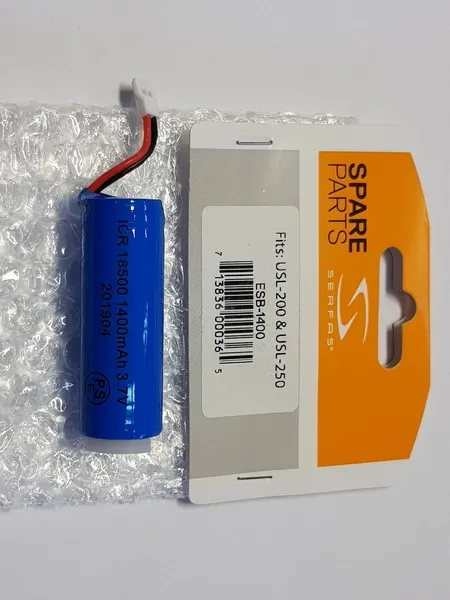 ICR 18500 1400mAh 3.7V
201904
PS
E
SPARE
PARTS
SERFAS®
Fits: USL-200 & USL-250
ESB-1400
7 13836 00036 5